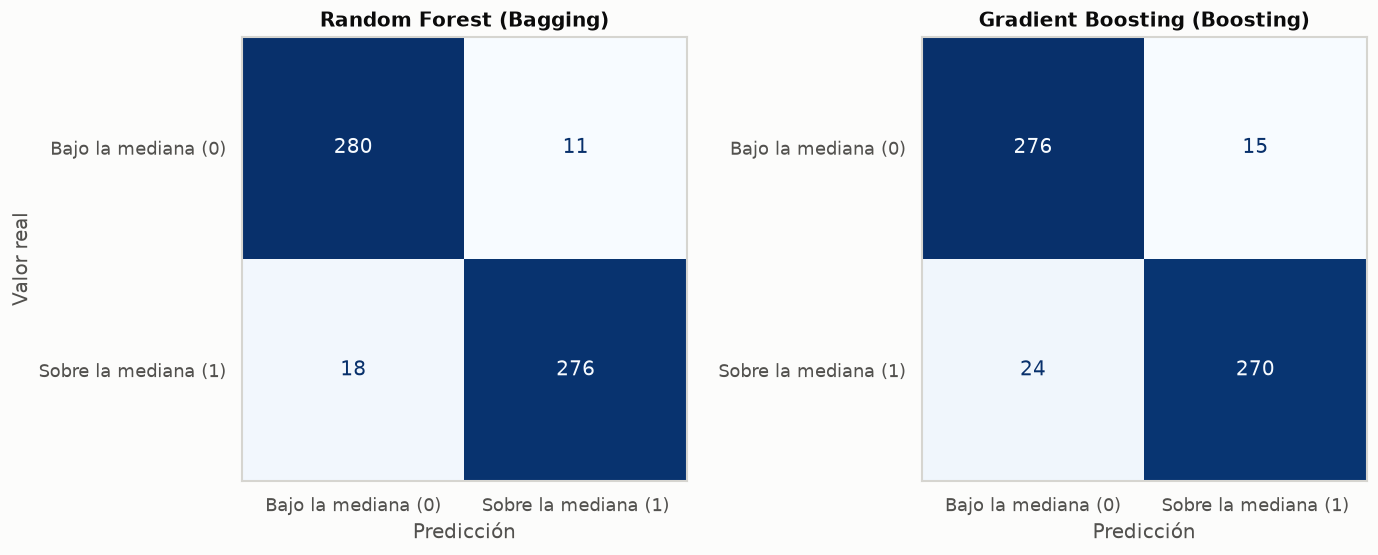 Random Forest (Bagging)
Valor real
Bajo la mediana (0)
280
11
Sobre la mediana (1)
18
276
Bajo la mediana (0)
Sobre la mediana (1)
Predicción
Gradient Boosting (Boosting)
Bajo la mediana (0)
276
15
Sobre la mediana (1)
24
270
Bajo la mediana (0)
Sobre la mediana (1)
Predicción